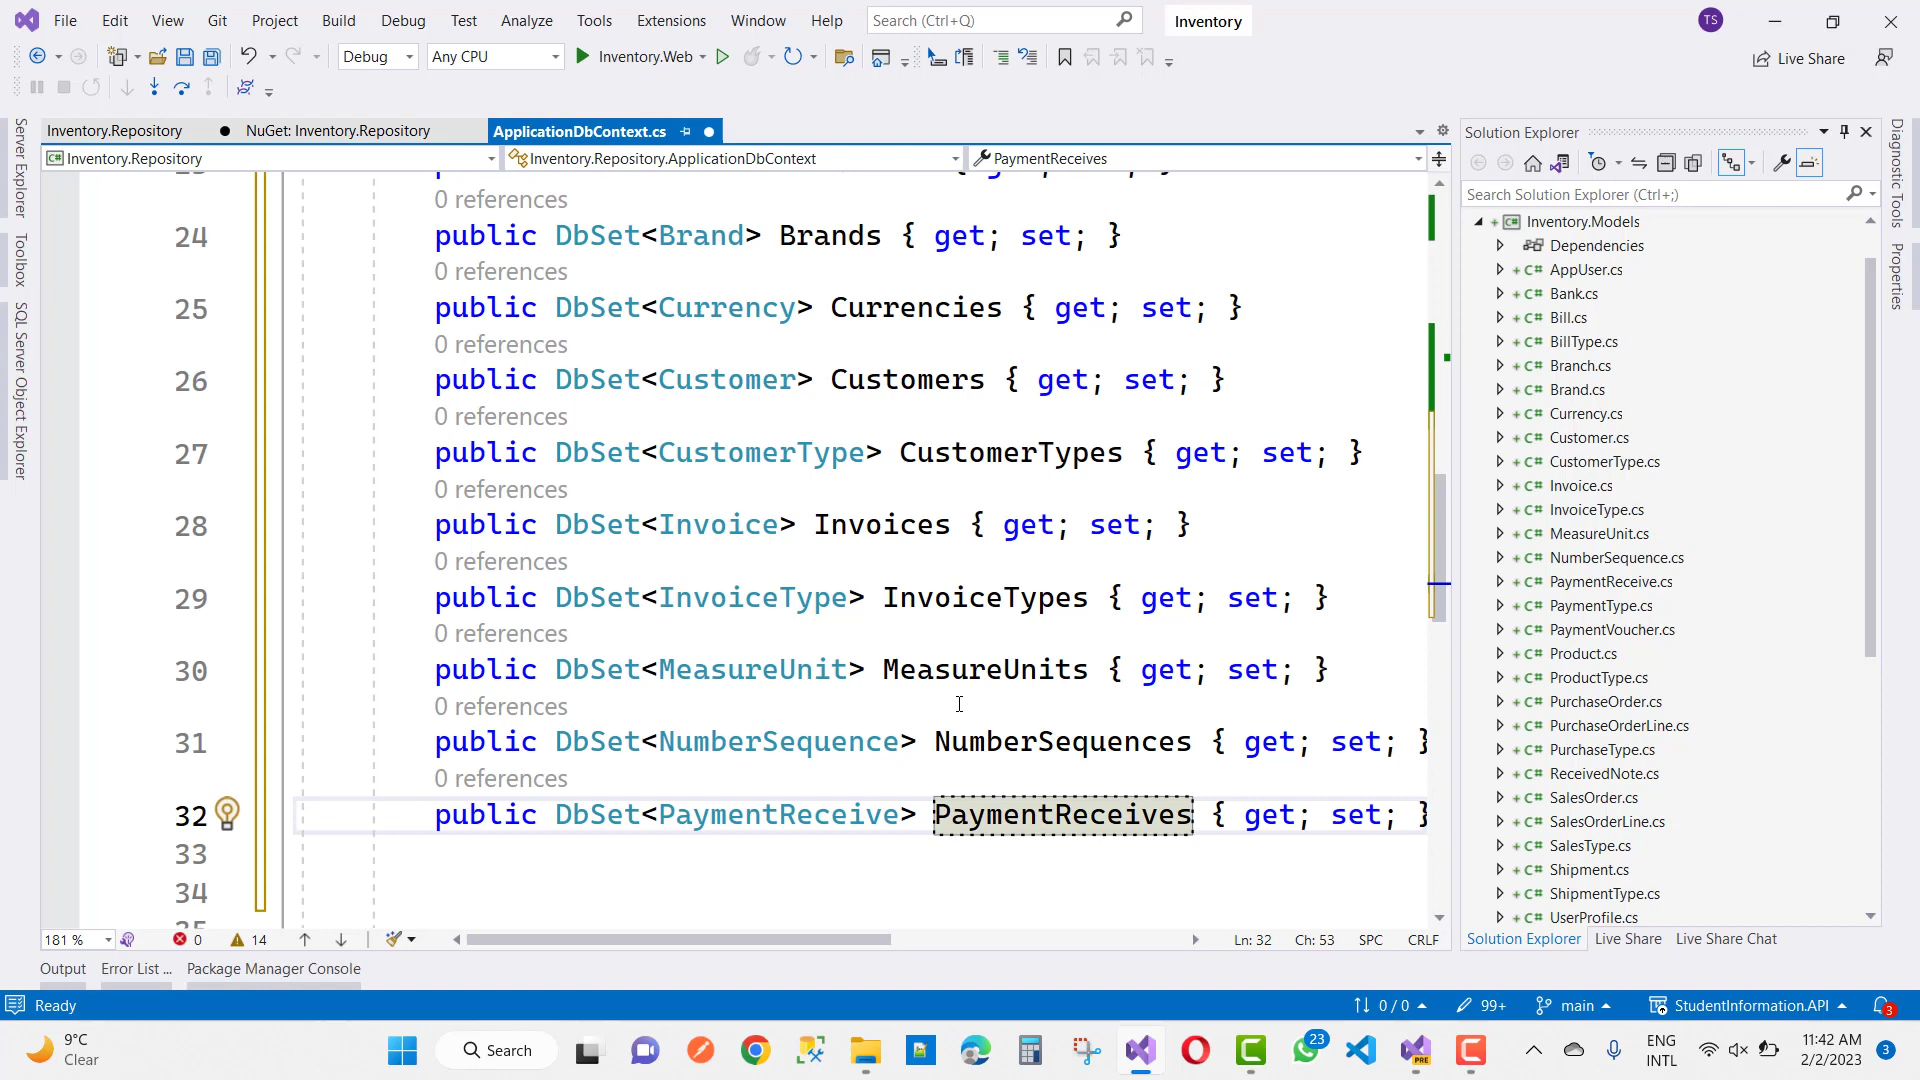 File Edit View Git Project Build Debug Test Analyze Tools Extensions Window Help Search (Ctrl+Q) Inventory TS
Debug Any CPU Inventory.Web Live Share
Inventory.Repository NuGet: Inventory.Repository ApplicationDbContext.cs
Inventory.Repository Inventory.Repository.ApplicationDbContext PaymentReceives
0 references
24 public DbSet<Brand> Brands { get; set; }
0 references
25 public DbSet<Currency> Currencies { get; set; }
0 references
26 public DbSet<Customer> Customers { get; set; }
0 references
27 public DbSet<CustomerType> CustomerTypes { get; set; }
0 references
28 public DbSet<Invoice> Invoices { get; set; }
0 references
29 public DbSet<InvoiceType> InvoiceTypes { get; set; }
0 references
30 public DbSet<MeasureUnit> MeasureUnits { get; set; }
0 references
31 public DbSet<NumberSequence> NumberSequences { get; set; }
0 references
32 public DbSet<PaymentReceive> PaymentReceives { get; set; }
33
34
181 % 0 14 Ln: 32 Ch: 53 SPC CRLF
Server Explorer
Toolbox
SQL Server Object Explorer
Solution Explorer
Search Solution Explorer (Ctrl+;)
Inventory.Models
Dependencies
C# AppUser.cs
C# Bank.cs
C# Bill.cs
C# BillType.cs
C# Branch.cs
C# Brand.cs
C# Currency.cs
C# Customer.cs
C# CustomerType.cs
C# Invoice.cs
C# InvoiceType.cs
C# MeasureUnit.cs
C# NumberSequence.cs
C# PaymentReceive.cs
C# PaymentType.cs
C# PaymentVoucher.cs
C# Product.cs
C# ProductType.cs
C# PurchaseOrder.cs
C# PurchaseOrderLine.cs
C# PurchaseType.cs
C# ReceivedNote.cs
C# SalesOrder.cs
C# SalesOrderLine.cs
C# SalesType.cs
C# Shipment.cs
C# ShipmentType.cs
C# UserProfile.cs
Solution Explorer Live Share Live Share Chat
Diagnostic Tools
Properties
Output Error List ... Package Manager Console
Ready 0 / 0 99+ main StudentInformation.API 3
9°C
Clear
Search
23
PRE
ENG
INTL
11:42 AM
2/2/2023
3